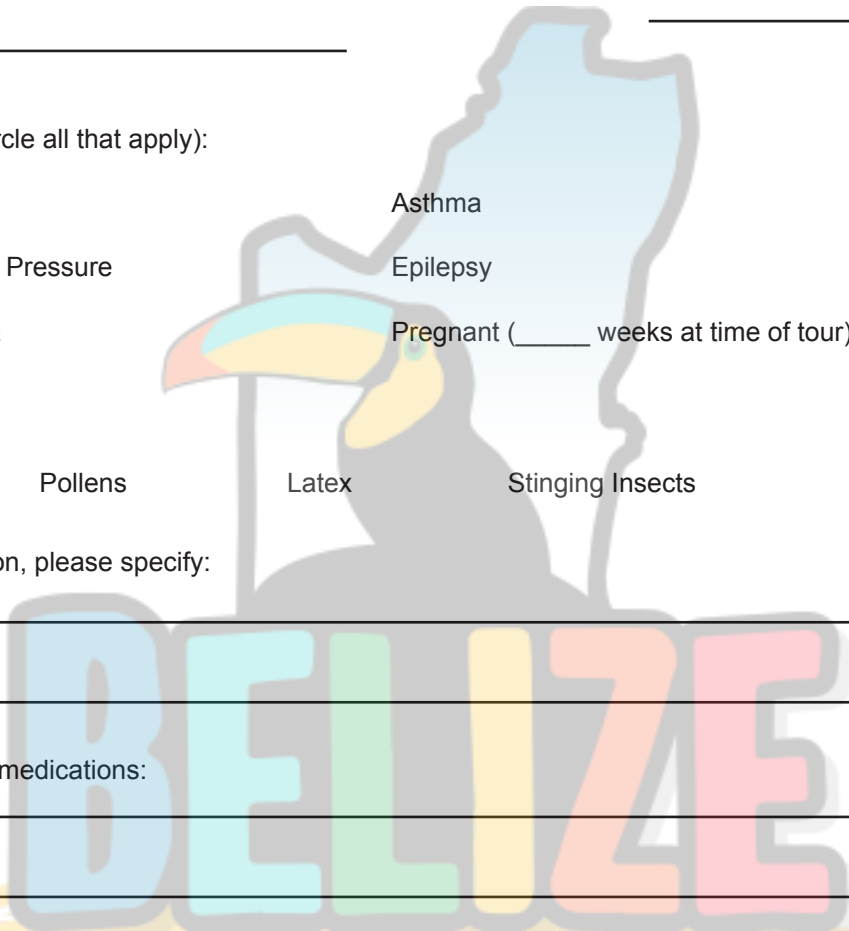 rcle all that apply):
Asthma
Pressure Epilepsy
Pregnant (_____ weeks at time of tour)
Pollens Latex Stinging Insects
on, please specify:
medications:
BELIZE